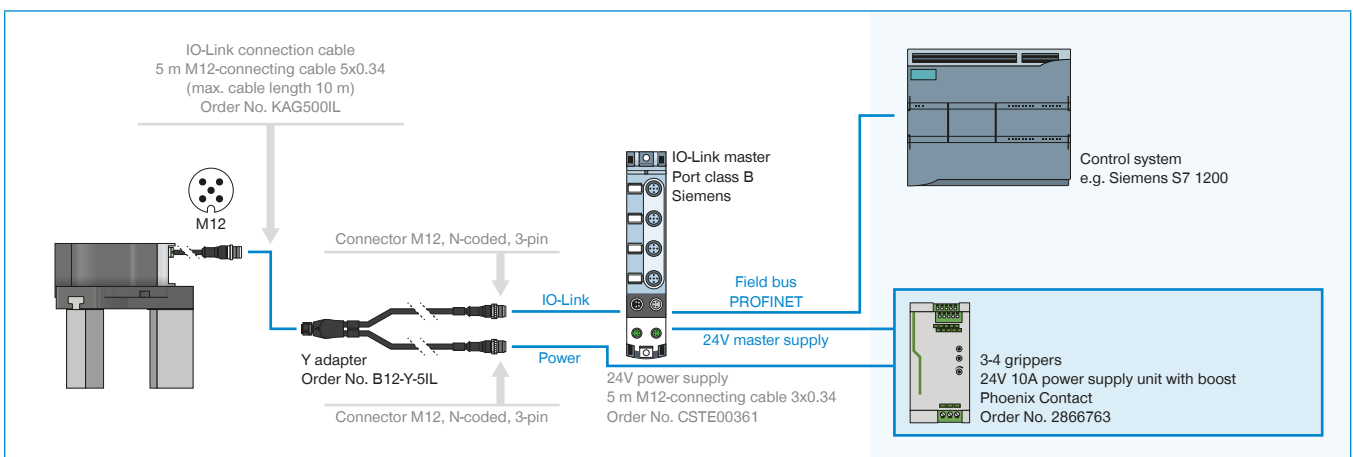 IO-Link connection cable
5 m M12-connecting cable 5x0.34
(max. cable length 10 m)
Order No. KAG500IL
M12
Connector M12, N-coded, 3-pin
Y adapter
Order No. B12-Y-5IL
Connector M12, N-coded, 3-pin
IO-Link
Power
IO-Link master
Port class B
Siemens
Field bus
PROFINET
24V master supply
24V power supply
5 m M12-connecting cable 3x0.34
Order No. CSTE00361
Control system
e.g. Siemens S7 1200
3-4 grippers
24V 10A power supply unit with boost
Phoenix Contact
Order No. 2866763